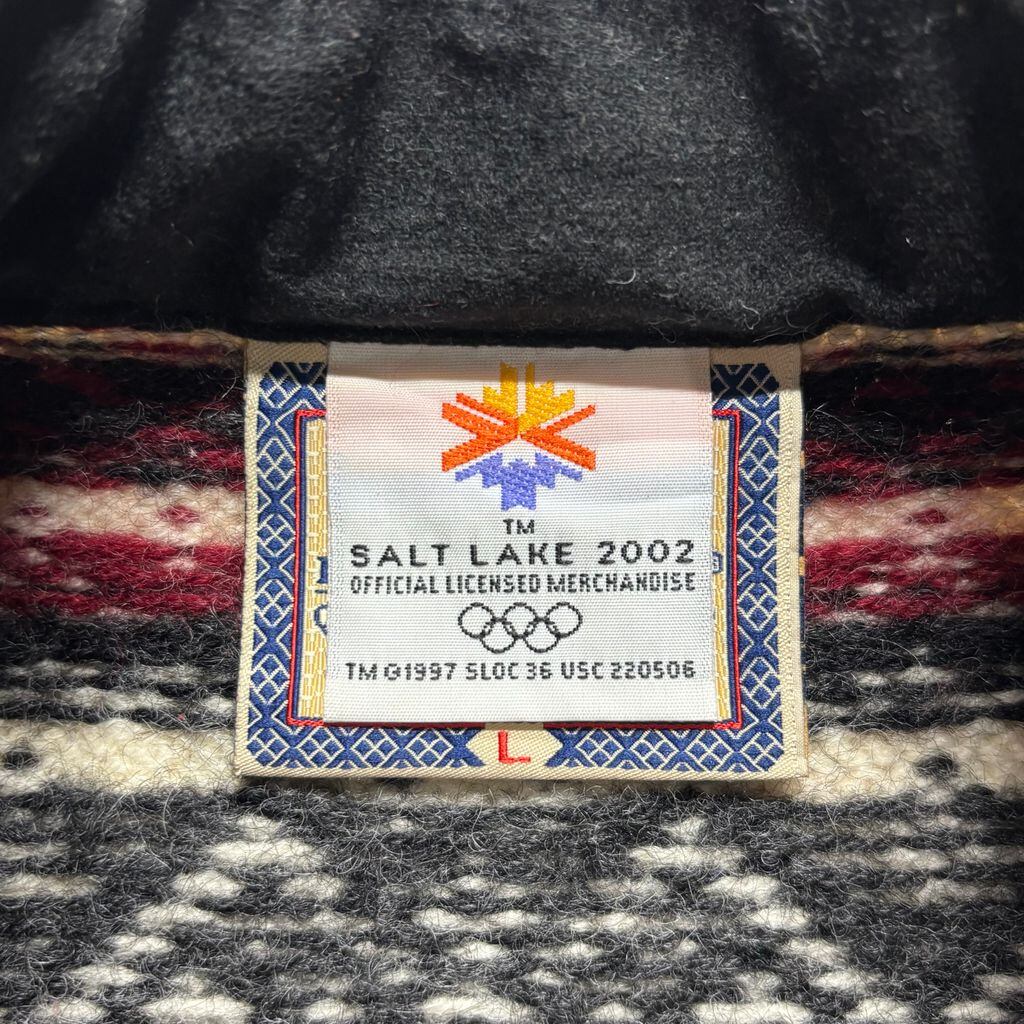 TM
SALT LAKE 2002
OFFICIAL LICENSED MERCHANDISE
TM ©1997 SLOC 36 USC 220506
L